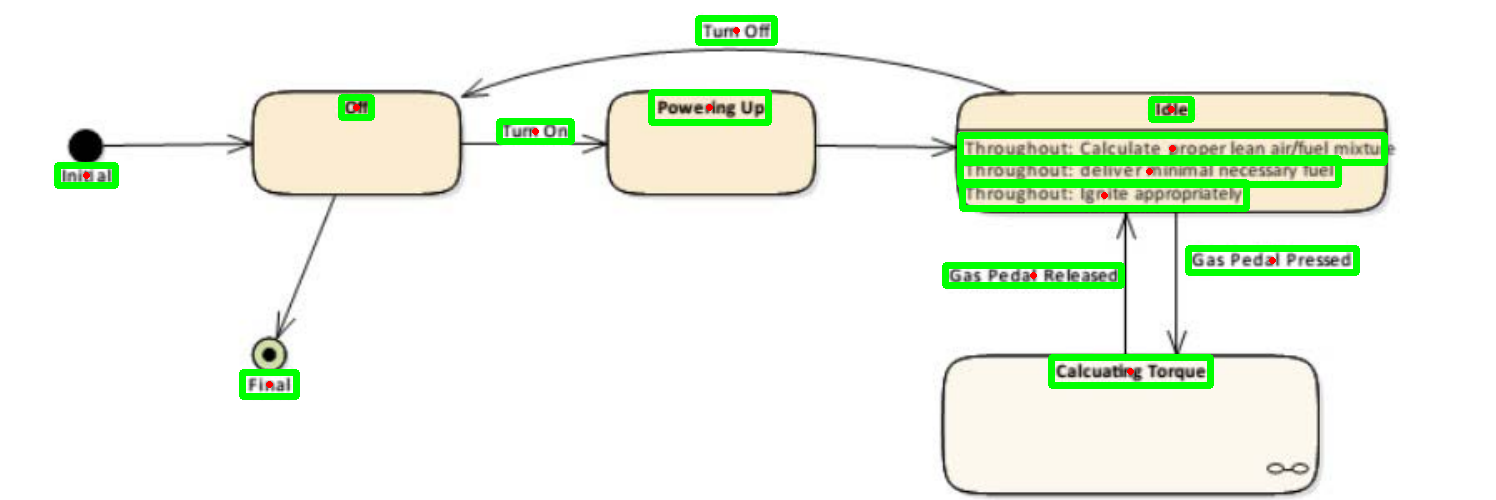 Turn Off
Off
Powering Up
Idle
Turn On
Throughout: Calculate proper lean air/fuel mixture
Initial
Throughout: deliver minimal necessary fuel
Throughout: Ignite appropriately
Gas Pedal Pressed
Gas Pedal Released
Calcuating Torque
Final